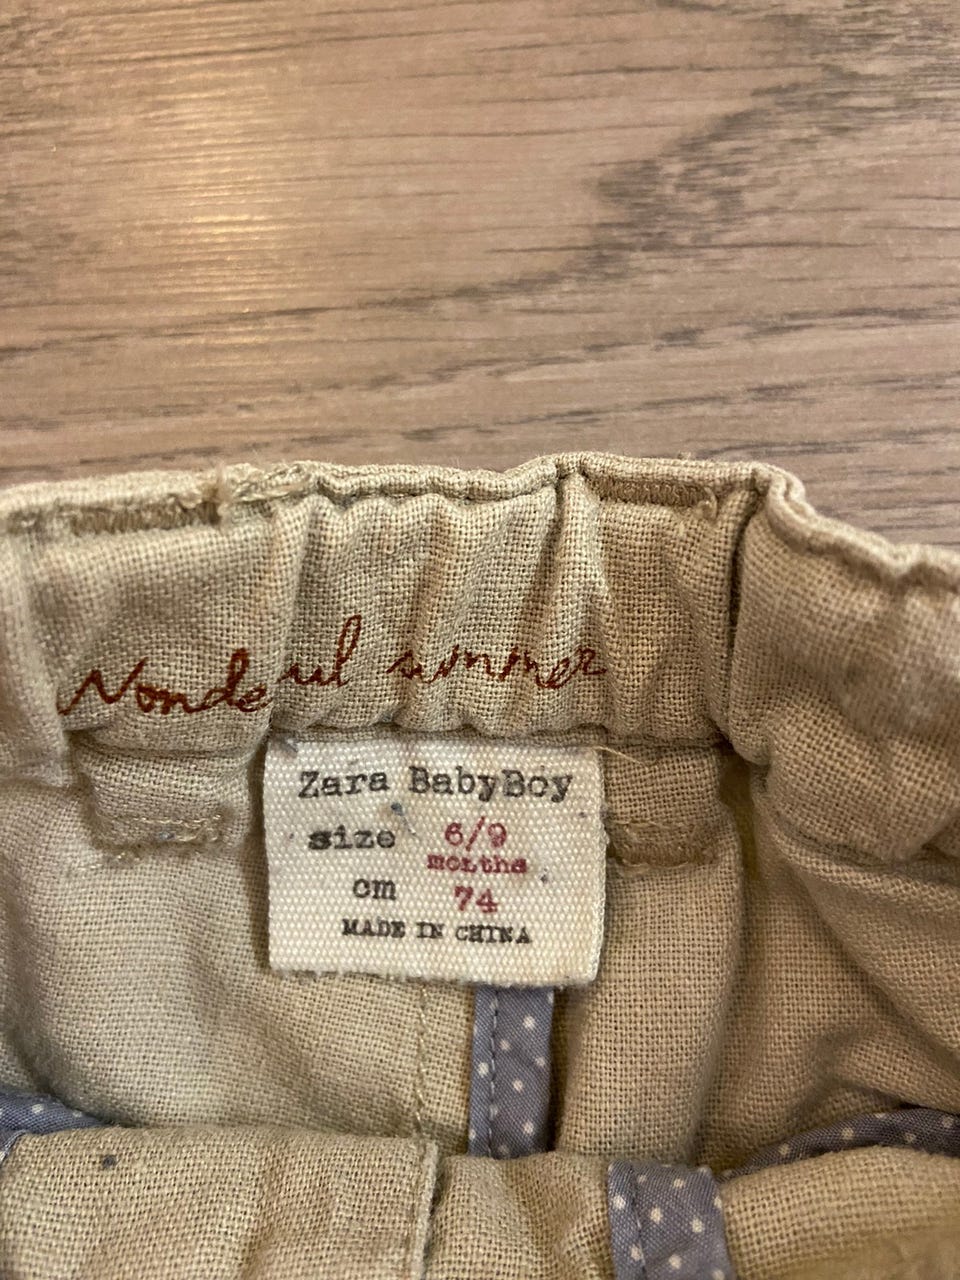 Wonderful summer
Zara BabyBoy
size 6/9
months
cm 74
MADE IN CHINA